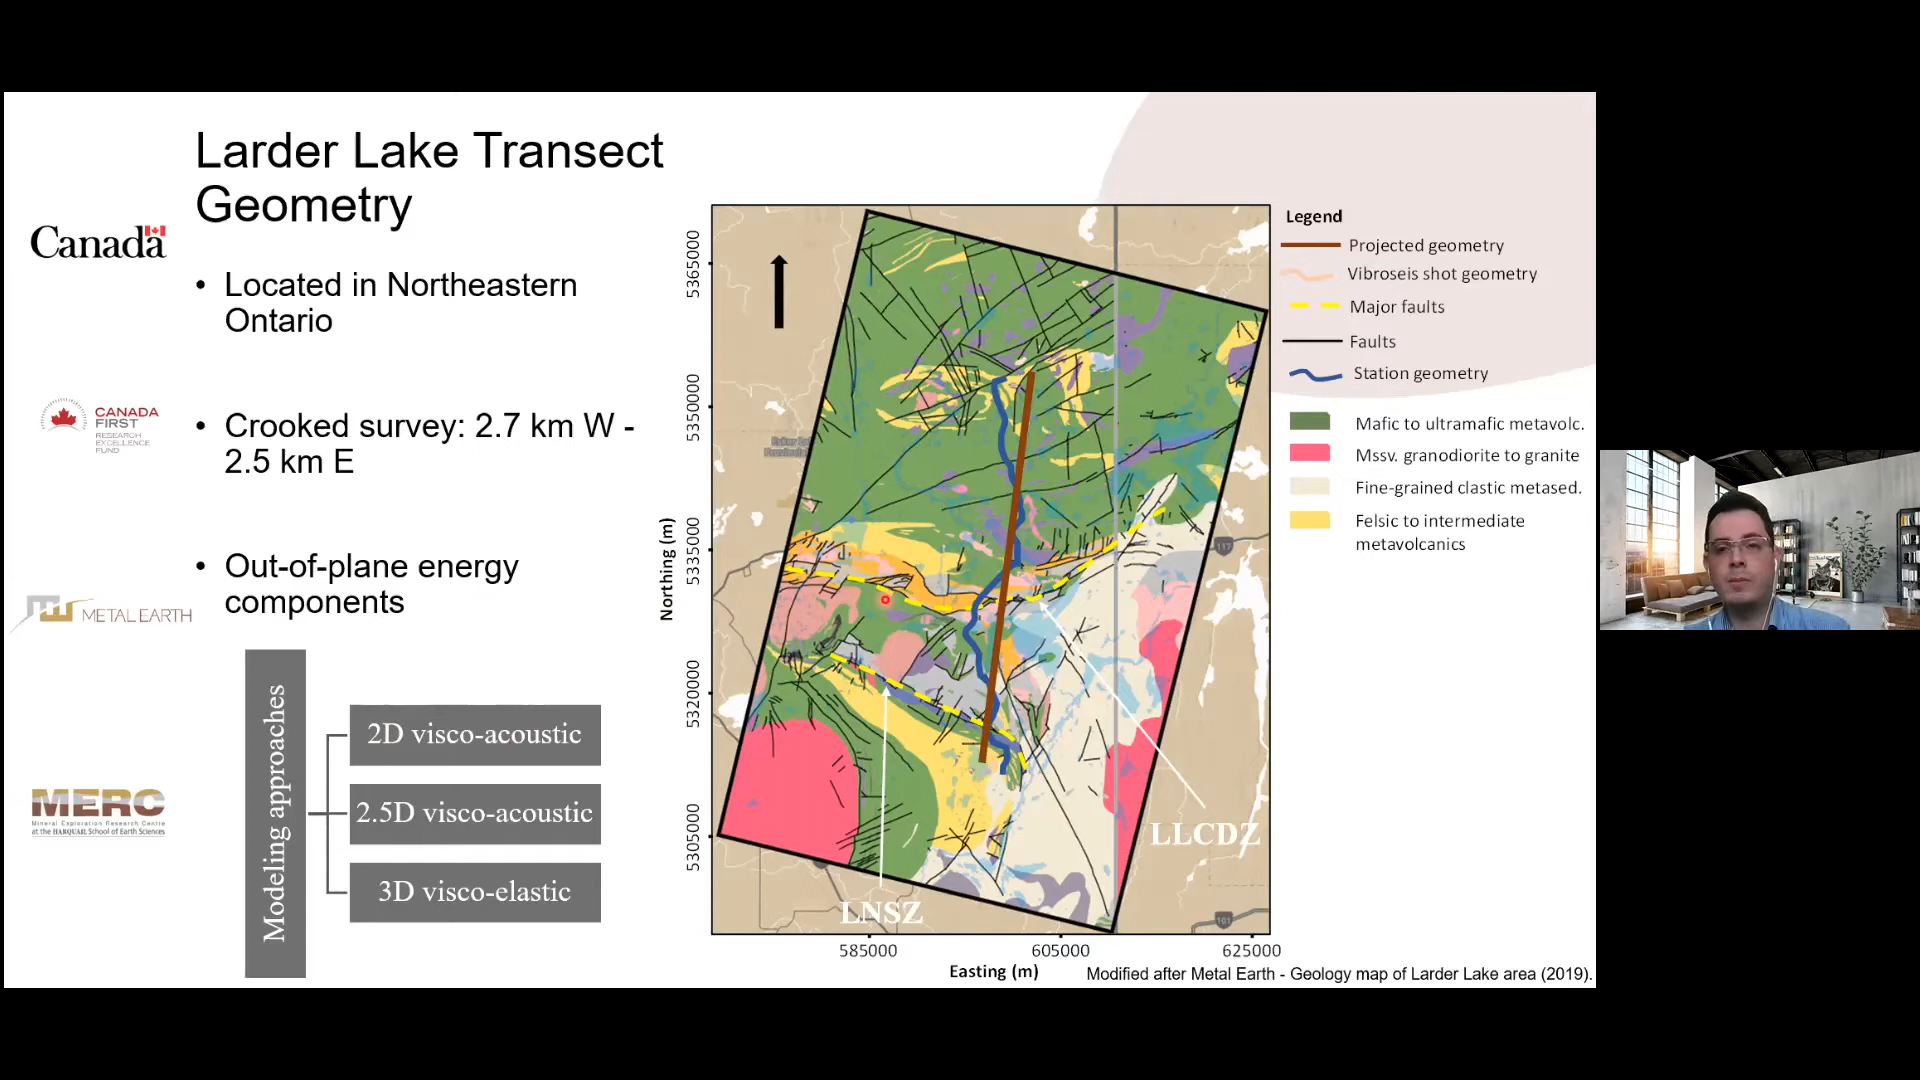 Larder Lake Transect
Geometry
Canada
• Located in Northeastern
Ontario
CANADA
FIRST
RESEARCH
EXCELLENCE
FUND
• Crooked survey: 2.7 km W -
2.5 km E
• Out-of-plane energy
components
METAL EARTH
MERC
Mineral Exploration Research Centre
at the HARQUAIL School of Earth Sciences
Modeling approaches
2D visco-acoustic
2.5D visco-acoustic
3D visco-elastic
Northing (m)
5365000
5350000
5335000
5320000
5305000
117
101
LLCDZ
LNSZ
585000
605000
625000
Easting (m)
Legend
Projected geometry
Vibroseis shot geometry
Major faults
Faults
Station geometry
Mafic to ultramafic metavolc.
Mssv. granodiorite to granite
Fine-grained clastic metased.
Felsic to intermediate
metavolcanics
Modified after Metal Earth - Geology map of Larder Lake area (2019).